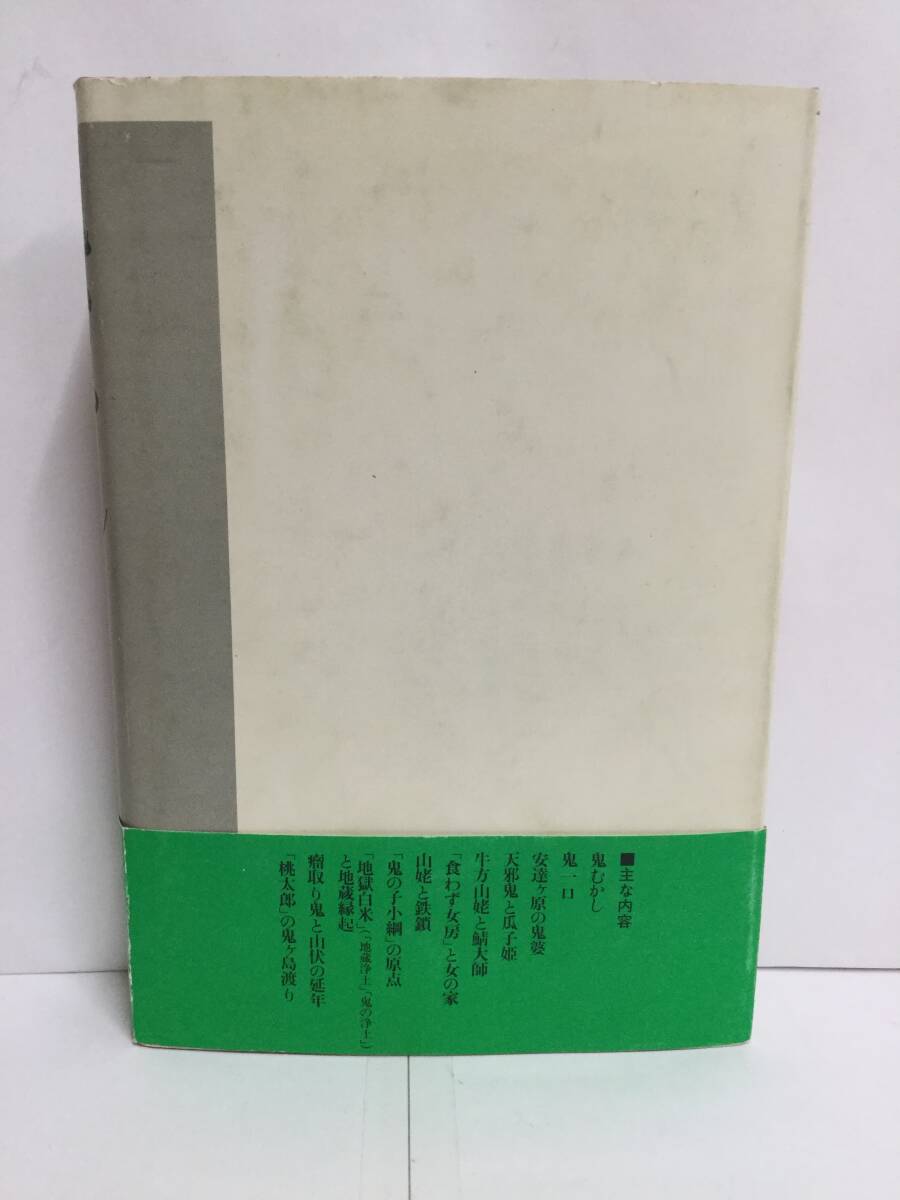 ■主な内容
鬼むかし
鬼一口
安達ヶ原の鬼婆
天邪鬼と瓜子姫
牛方山姥と鯖大師
「食わず女房」と女の家
山姥と鉄鎖
「鬼の子小綱」の原点
「地獄白米」(「地蔵浄土」「鬼の浄土」)
と地蔵縁起
瘤取り鬼と山伏の延年
「桃太郎」の鬼ヶ島渡り